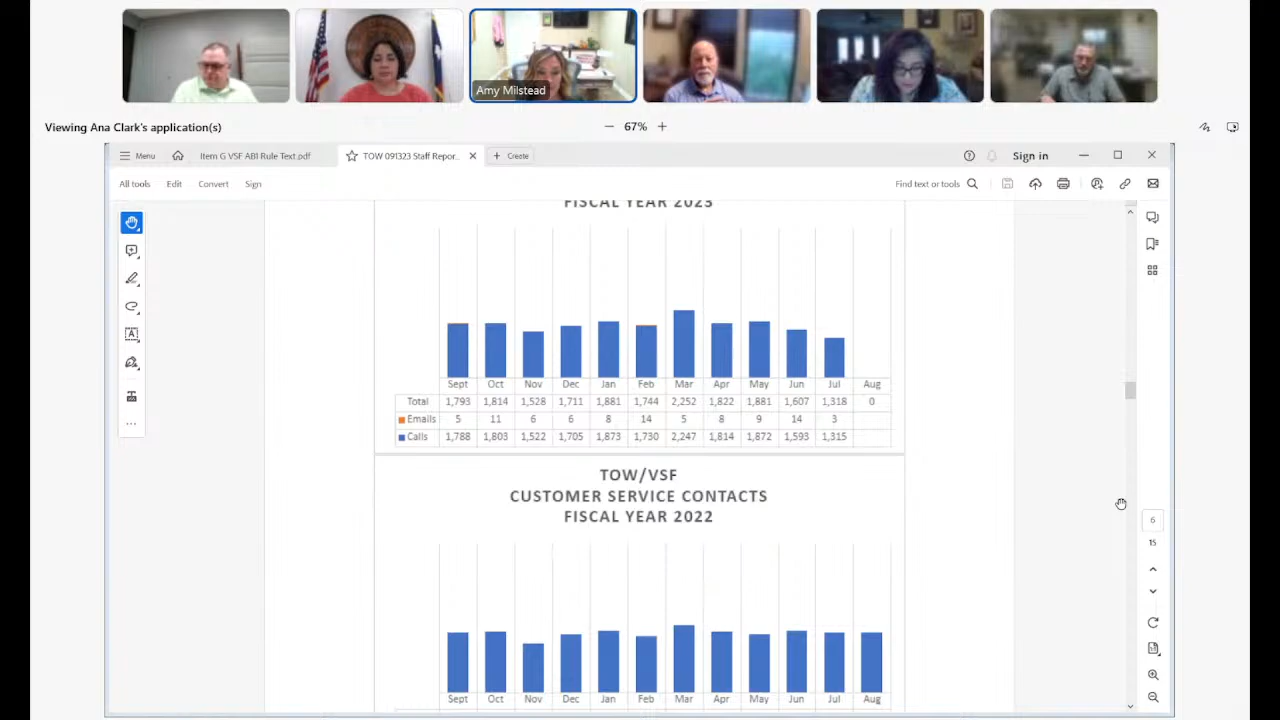 Amy Milstead
Viewing Ana Clark's application(s)
67%
Menu
Item G VSF AB1 Rule Text.pdf
TOW 091323 Staff Repor...
Create
Sign in
All tools Edit Convert Sign
Find text or tools
FISCAL YEAR 2023
Sept Oct Nov Dec Jan Feb Mar Apr May Jun Jul Aug
Total 1,793 1,814 1,528 1,711 1,881 1,744 2,252 1,822 1,881 1,607 1,318 0
Emails 5 11 6 6 8 14 5 8 9 14 3
Calls 1,788 1,803 1,522 1,705 1,873 1,730 2,247 1,814 1,872 1,593 1,315
TOW/VSF
CUSTOMER SERVICE CONTACTS
FISCAL YEAR 2022
6
15
Sept Oct Nov Dec Jan Feb Mar Apr May Jun Jul Aug